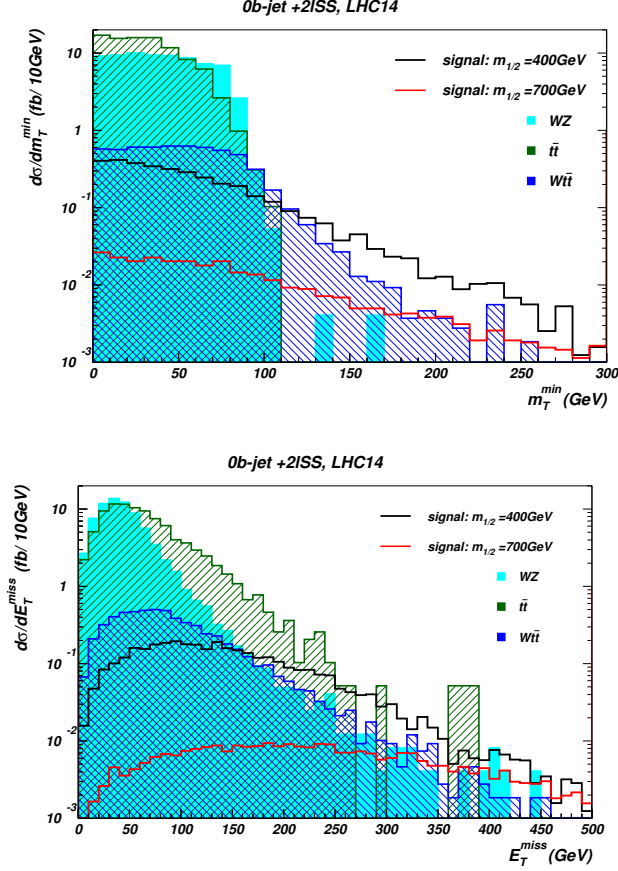 0b-jet +2lSS, LHC14
dσ/dm_T^min (fb/10GeV)
10
1
10^-1
10^-2
10^-3
signal: m_1/2 =400GeV
signal: m_1/2 =700GeV
WZ
tt̄
Wtt̄
0 50 100 150 200 250 300
m_T^min (GeV)
0b-jet +2lSS, LHC14
dσ/dE_T^miss (fb/10GeV)
10
1
10^-1
10^-2
10^-3
signal: m_1/2 =400GeV
signal: m_1/2 =700GeV
WZ
tt̄
Wtt̄
0 50 100 150 200 250 300 350 400 450 500
E_T^miss (GeV)